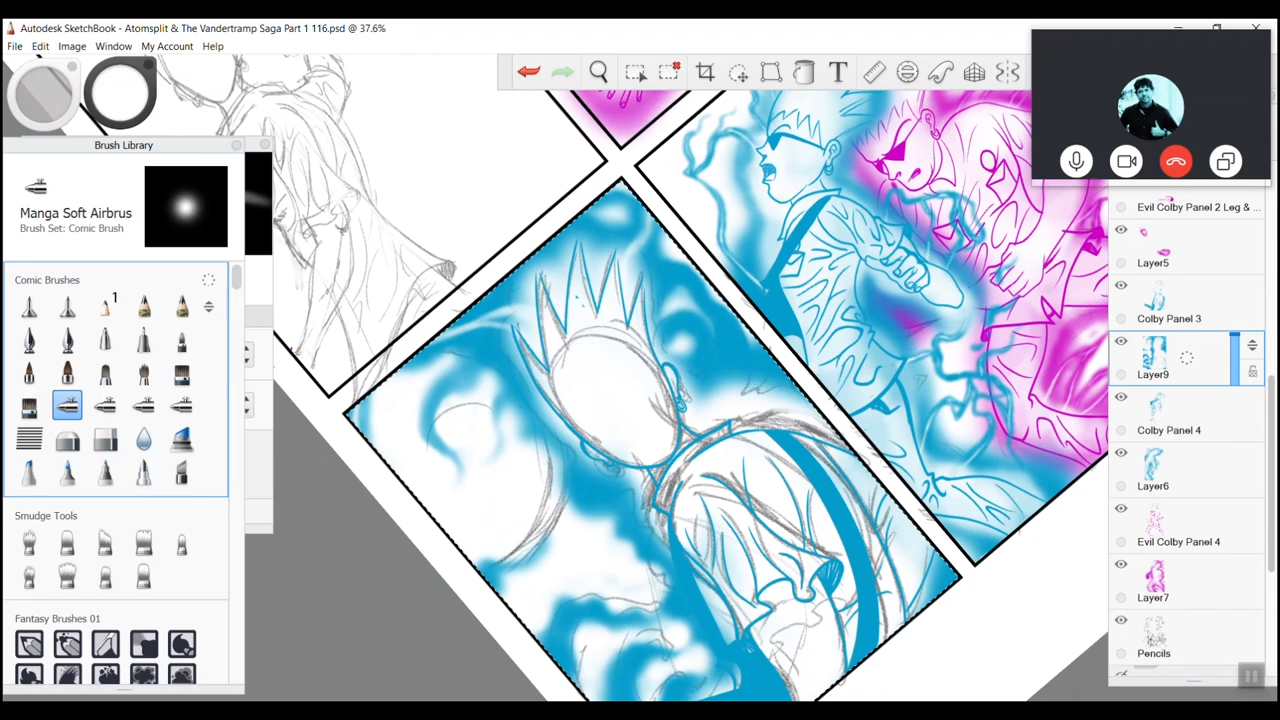 Autodesk SketchBook - Atomsplit & The Vandertramp Saga Part 1 116.psd @ 37.6%
File Edit Image Window My Account Help
T
Brush Library
Manga Soft Airbrus
Brush Set: Comic Brush
Comic Brushes
1
Smudge Tools
Fantasy Brushes 01
Evil Colby Panel 2 Leg & ...
Layer5
Colby Panel 3
Layer9
Colby Panel 4
Layer6
Evil Colby Panel 4
Layer7
Pencils